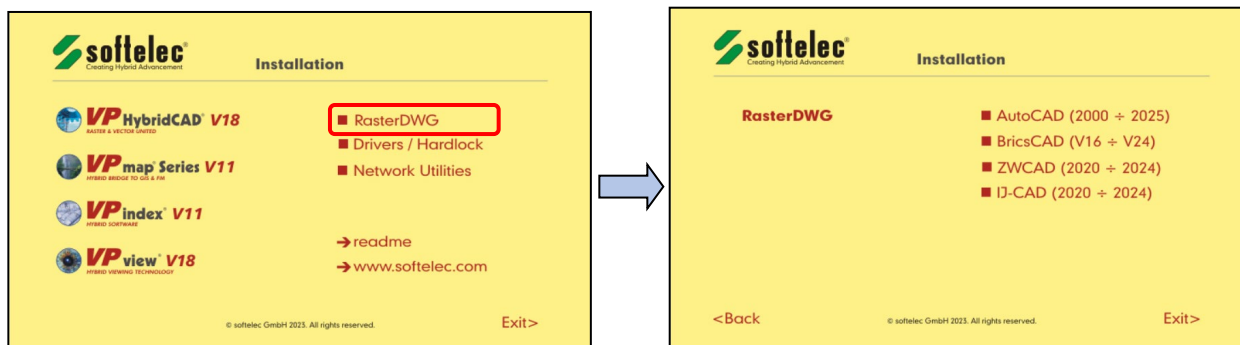 softelec®
Creating Hybrid Advancement
Installation
VP HybridCAD® V18
RASTER & VECTOR UNITED
VP map® Series V11
HYBRID BRIDGE TO GIS & FM
VP index® V11
HYBRID SORTWARE
VP view® V18
HYBRID VIEWING TECHNOLOGY
RasterDWG
Drivers / Hardlock
Network Utilities
➔ readme
➔ www.softelec.com
© softelec GmbH 2023. All rights reserved.
Exit>
softelec®
Creating Hybrid Advancement
Installation
RasterDWG
AutoCAD (2000 ÷ 2025)
BricsCAD (V16 ÷ V24)
ZWCAD (2020 ÷ 2024)
IJ-CAD (2020 ÷ 2024)
<Back
© softelec GmbH 2023. All rights reserved.
Exit>